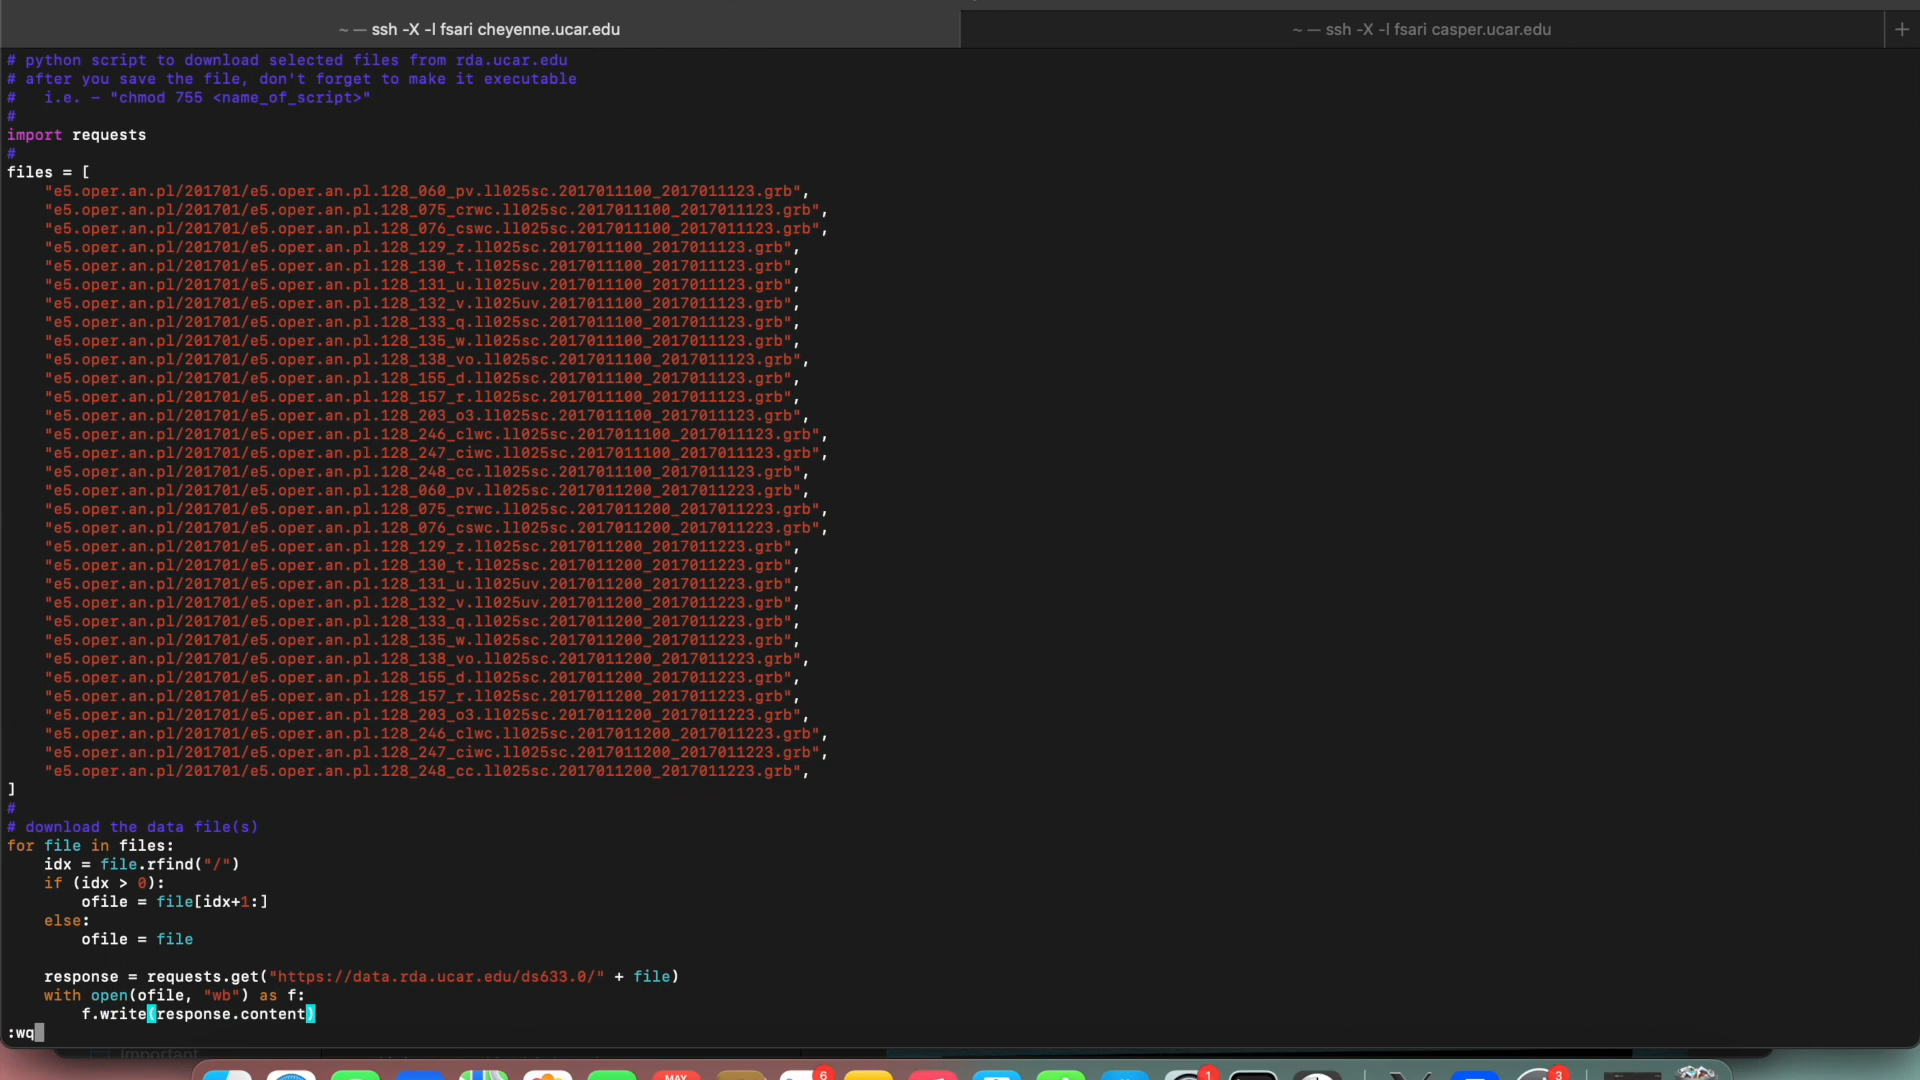 ~ — ssh -X -l fsari cheyenne.ucar.edu
~ — ssh -X -l fsari casper.ucar.edu
+
# python script to download selected files from rda.ucar.edu
# after you save the file, don't forget to make it executable
#   i.e. - "chmod 755 <name_of_script>"
#
import requests
#
files = [
    "e5.oper.an.pl/201701/e5.oper.an.pl.128_060_pv.ll025sc.2017011100_2017011123.grb",
    "e5.oper.an.pl/201701/e5.oper.an.pl.128_075_crwc.ll025sc.2017011100_2017011123.grb",
    "e5.oper.an.pl/201701/e5.oper.an.pl.128_076_cswc.ll025sc.2017011100_2017011123.grb",
    "e5.oper.an.pl/201701/e5.oper.an.pl.128_129_z.ll025sc.2017011100_2017011123.grb",
    "e5.oper.an.pl/201701/e5.oper.an.pl.128_130_t.ll025sc.2017011100_2017011123.grb",
    "e5.oper.an.pl/201701/e5.oper.an.pl.128_131_u.ll025uv.2017011100_2017011123.grb",
    "e5.oper.an.pl/201701/e5.oper.an.pl.128_132_v.ll025uv.2017011100_2017011123.grb",
    "e5.oper.an.pl/201701/e5.oper.an.pl.128_133_q.ll025sc.2017011100_2017011123.grb",
    "e5.oper.an.pl/201701/e5.oper.an.pl.128_135_w.ll025sc.2017011100_2017011123.grb",
    "e5.oper.an.pl/201701/e5.oper.an.pl.128_138_vo.ll025sc.2017011100_2017011123.grb",
    "e5.oper.an.pl/201701/e5.oper.an.pl.128_155_d.ll025sc.2017011100_2017011123.grb",
    "e5.oper.an.pl/201701/e5.oper.an.pl.128_157_r.ll025sc.2017011100_2017011123.grb",
    "e5.oper.an.pl/201701/e5.oper.an.pl.128_203_o3.ll025sc.2017011100_2017011123.grb",
    "e5.oper.an.pl/201701/e5.oper.an.pl.128_246_clwc.ll025sc.2017011100_2017011123.grb",
    "e5.oper.an.pl/201701/e5.oper.an.pl.128_247_ciwc.ll025sc.2017011100_2017011123.grb",
    "e5.oper.an.pl/201701/e5.oper.an.pl.128_248_cc.ll025sc.2017011100_2017011123.grb",
    "e5.oper.an.pl/201701/e5.oper.an.pl.128_060_pv.ll025sc.2017011200_2017011223.grb",
    "e5.oper.an.pl/201701/e5.oper.an.pl.128_075_crwc.ll025sc.2017011200_2017011223.grb",
    "e5.oper.an.pl/201701/e5.oper.an.pl.128_076_cswc.ll025sc.2017011200_2017011223.grb",
    "e5.oper.an.pl/201701/e5.oper.an.pl.128_129_z.ll025sc.2017011200_2017011223.grb",
    "e5.oper.an.pl/201701/e5.oper.an.pl.128_130_t.ll025sc.2017011200_2017011223.grb",
    "e5.oper.an.pl/201701/e5.oper.an.pl.128_131_u.ll025uv.2017011200_2017011223.grb",
    "e5.oper.an.pl/201701/e5.oper.an.pl.128_132_v.ll025uv.2017011200_2017011223.grb",
    "e5.oper.an.pl/201701/e5.oper.an.pl.128_133_q.ll025sc.2017011200_2017011223.grb",
    "e5.oper.an.pl/201701/e5.oper.an.pl.128_135_w.ll025sc.2017011200_2017011223.grb",
    "e5.oper.an.pl/201701/e5.oper.an.pl.128_138_vo.ll025sc.2017011200_2017011223.grb",
    "e5.oper.an.pl/201701/e5.oper.an.pl.128_155_d.ll025sc.2017011200_2017011223.grb",
    "e5.oper.an.pl/201701/e5.oper.an.pl.128_157_r.ll025sc.2017011200_2017011223.grb",
    "e5.oper.an.pl/201701/e5.oper.an.pl.128_203_o3.ll025sc.2017011200_2017011223.grb",
    "e5.oper.an.pl/201701/e5.oper.an.pl.128_246_clwc.ll025sc.2017011200_2017011223.grb",
    "e5.oper.an.pl/201701/e5.oper.an.pl.128_247_ciwc.ll025sc.2017011200_2017011223.grb",
    "e5.oper.an.pl/201701/e5.oper.an.pl.128_248_cc.ll025sc.2017011200_2017011223.grb",
]
#
# download the data file(s)
for file in files:
    idx = file.rfind("/")
    if (idx > 0):
        ofile = file[idx+1:]
    else:
        ofile = file

    response = requests.get("https://data.rda.ucar.edu/ds633.0/" + file)
    with open(ofile, "wb") as f:
        f.write(response.content)
:wq
Important
MAY
6
1
3